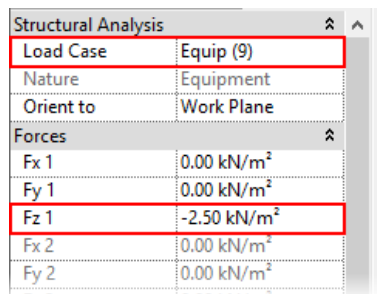 Structural Analysis
Load Case Equip (9)
Nature Equipment
Orient to Work Plane
Forces
Fx 1 0.00 kN/m²
Fy 1 0.00 kN/m²
Fz 1 -2.50 kN/m²
Fx 2 0.00 kN/m²
Fy 2 0.00 kN/m²